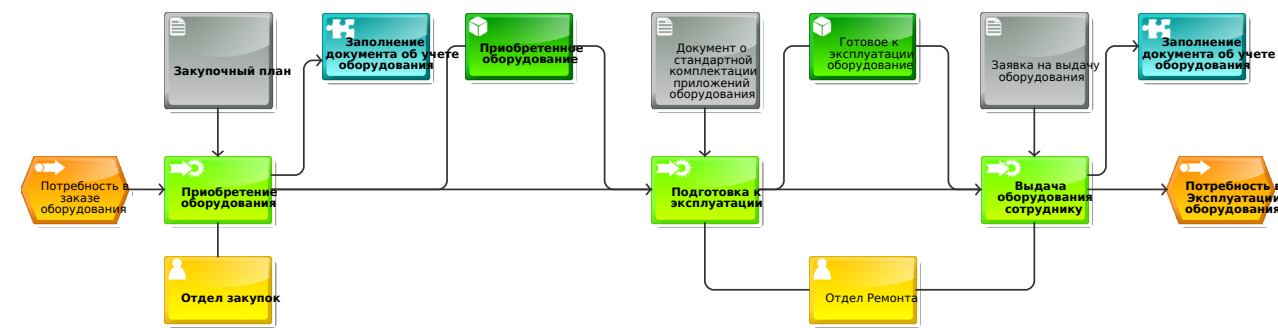 Закупочный план
Заполнение
документа об учете
оборудования
Приобретенное
оборудование
Документ о
стандартной
комплектации
приложений
оборудования
Готовое к
эксплуатации
оборудование
Заявка на выдачу
оборудования
Заполнение
документа об учете
оборудования
Потребность в
заказе
оборудования
Приобретение
оборудования
Подготовка к
эксплуатации
Выдача
оборудования
сотруднику
Потребность в
Эксплуатации
оборудования
Отдел закупок
Отдел Ремонта